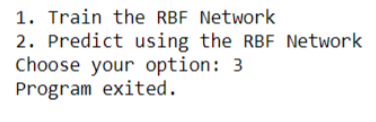 1. Train the RBF Network
2. Predict using the RBF Network
Choose your option: 3
Program exited.